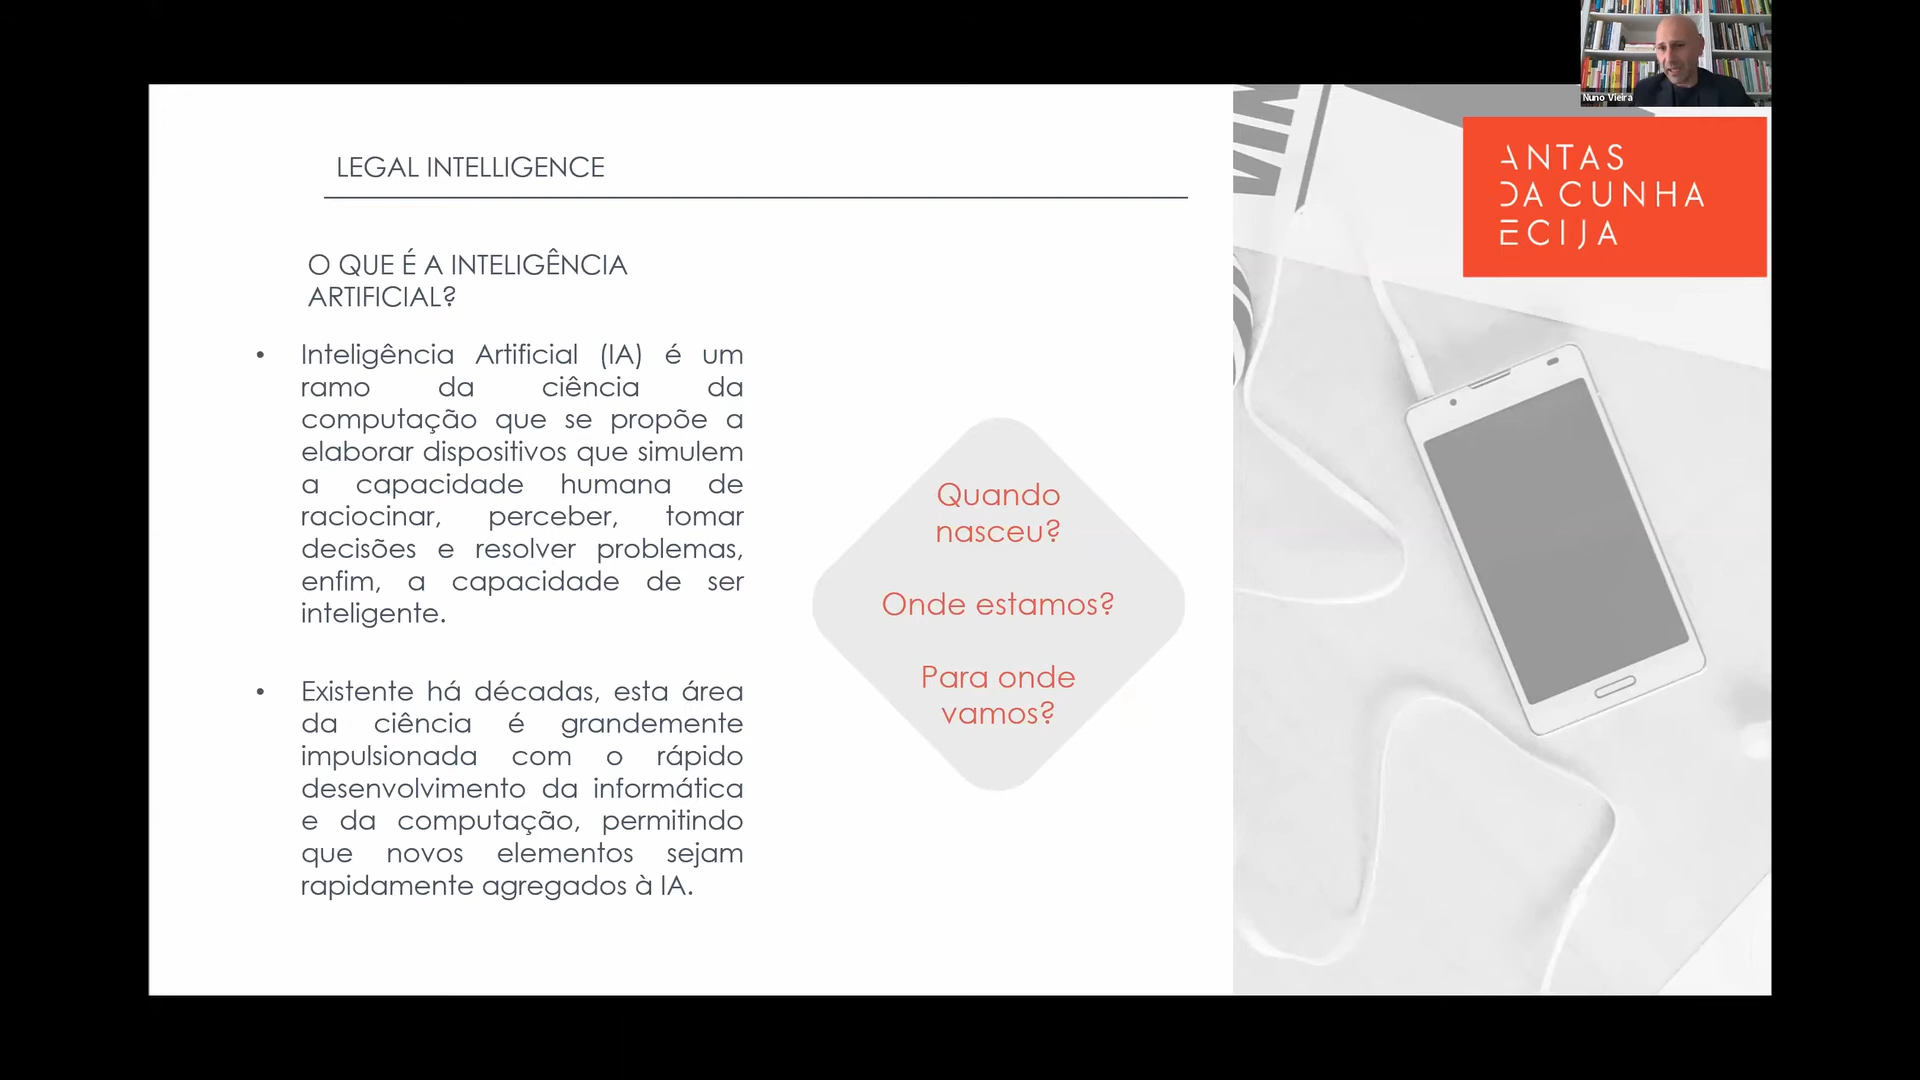 Nuno Vieira
LEGAL INTELLIGENCE
ANTAS
DA CUNHA
ECIJA
O QUE É A INTELIGÊNCIA
ARTIFICIAL?
• Inteligência Artificial (IA) é um
ramo da ciência da
computação que se propõe a
elaborar dispositivos que simulem
a capacidade humana de
raciocinar, perceber, tomar
decisões e resolver problemas,
enfim, a capacidade de ser
inteligente.
• Existente há décadas, esta área
da ciência é grandemente
impulsionada com o rápido
desenvolvimento da informática
e da computação, permitindo
que novos elementos sejam
rapidamente agregados à IA.
Quando
nasceu?
Onde estamos?
Para onde
vamos?